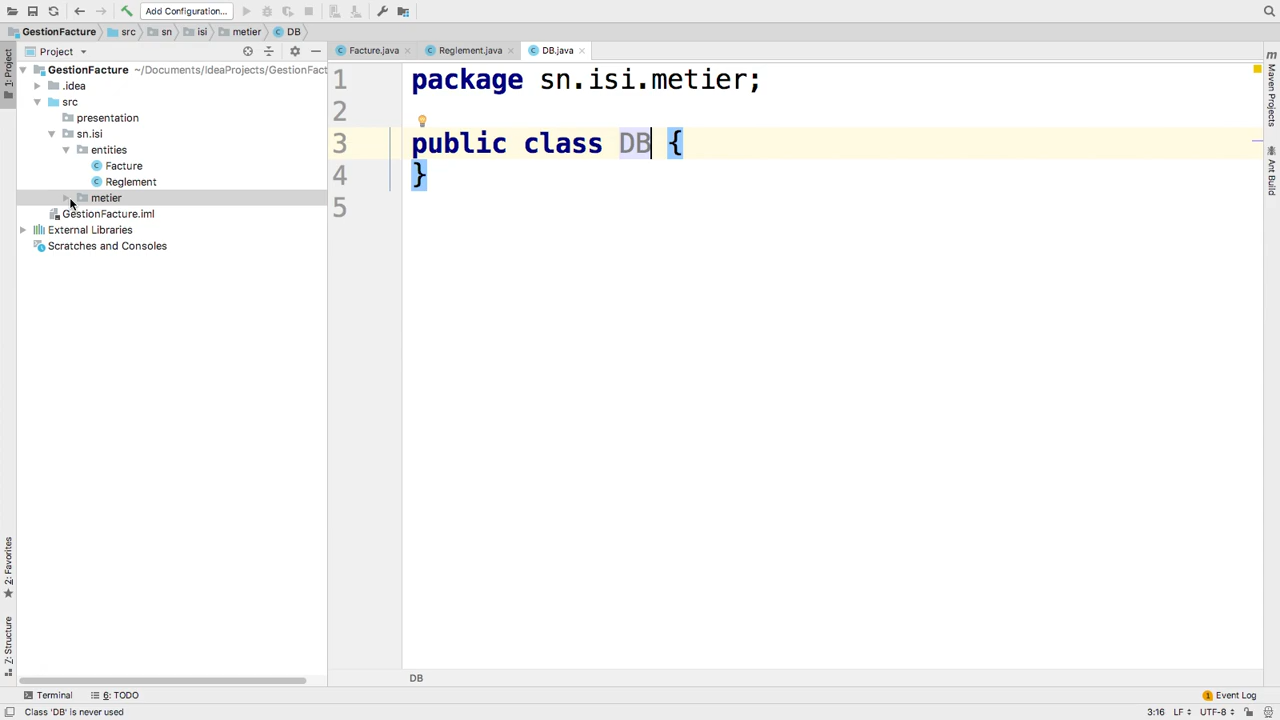 Add Configuration...
GestionFacture src sn isi metier DB
1: Project
Project
Facture.java Reglement.java DB.java
GestionFacture ~/Documents/IdeaProjects/GestionFact
.idea
src
presentation
sn.isi
entities
Facture
Reglement
metier
GestionFacture.iml
External Libraries
Scratches and Consoles
1 package sn.isi.metier;
2
3 public class DB {
4 }
5
m Maven Projects
Ant Build
2: Favorites
Z: Structure
DB
Terminal 6: TODO
1 Event Log
Class 'DB' is never used
3:16 LF UTF-8